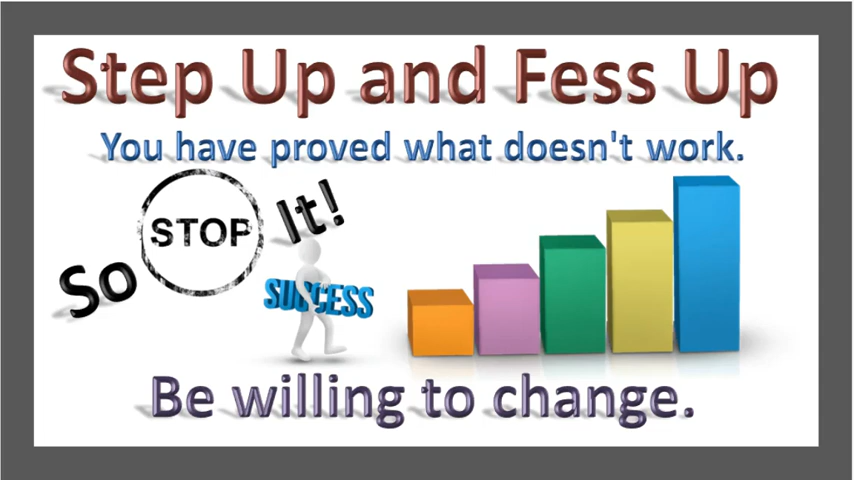 Step Up and Fess Up
You have proved what doesn't work.
So STOP It!
SUCCESS
Be willing to change.